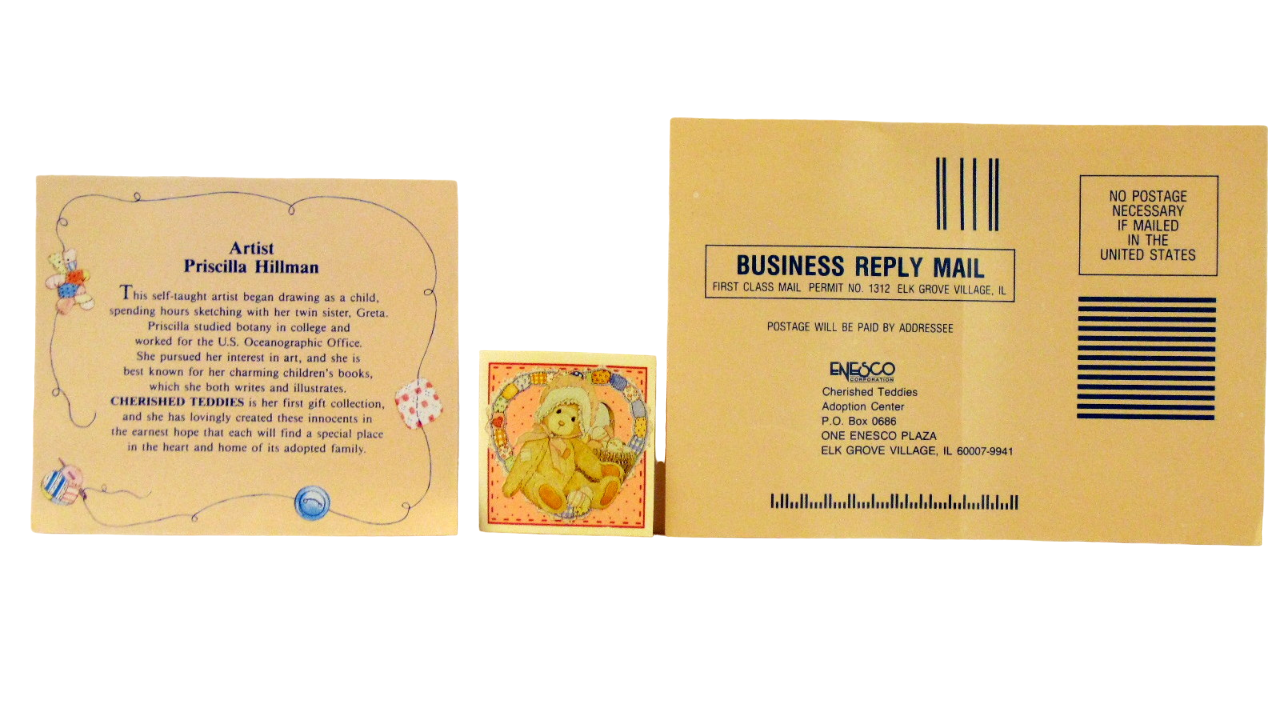 Artist
Priscilla Hillman
This self-taught artist began drawing as a child,
spending hours sketching with her twin sister, Greta.
Priscilla studied botany in college and
worked for the U.S. Oceanographic Office.
She pursued her interest in art, and she is
best known for her charming children's books,
which she both writes and illustrates.
CHERISHED TEDDIES is her first gift collection,
and she has lovingly created these innocents in
the earnest hope that each will find a special place
in the heart and home of its adopted family.
NO POSTAGE
NECESSARY
IF MAILED
IN THE
UNITED STATES
BUSINESS REPLY MAIL
FIRST CLASS MAIL PERMIT NO. 1312 ELK GROVE VILLAGE, IL
POSTAGE WILL BE PAID BY ADDRESSEE
ENESCO
CORPORATION
Cherished Teddies
Adoption Center
P.O. Box 0686
ONE ENESCO PLAZA
ELK GROVE VILLAGE, IL 60007-9941